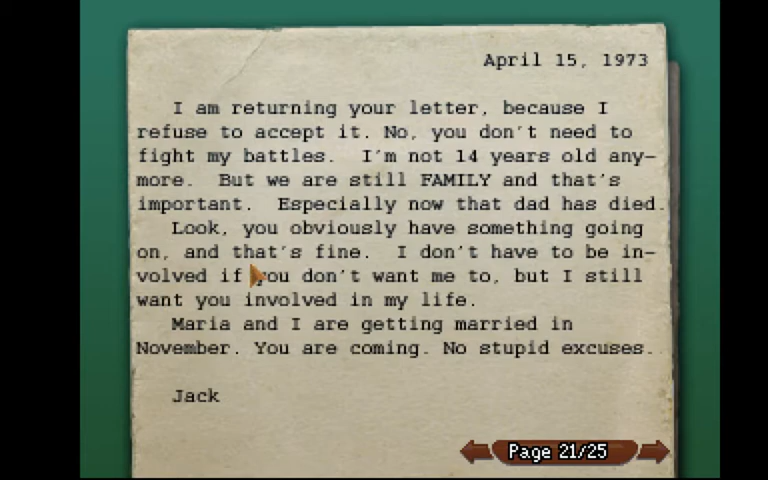 April 15, 1973
I am returning your letter, because I
refuse to accept it. No, you don't need to
fight my battles. I'm not 14 years old any-
more. But we are still FAMILY and that's
important. Especially now that dad has died.
Look, you obviously have something going
on, and that's fine. I don't have to be in-
volved if you don't want me to, but I still
want you involved in my life.
Maria and I are getting married in
November. You are coming. No stupid excuses.
Jack
Page 21/25